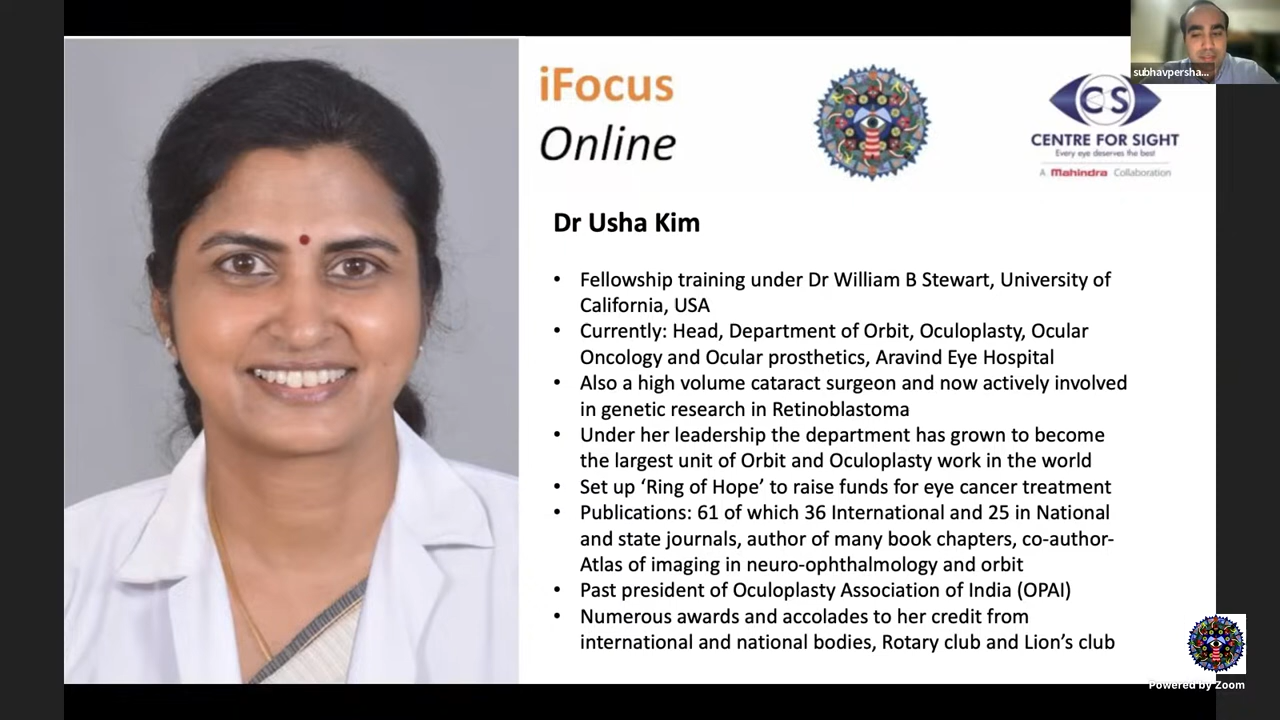 subhavpersha...
iFocus
Online
CS
CENTRE FOR SIGHT
Every eye deserves the best
A Mahindra Collaboration
Dr Usha Kim
• Fellowship training under Dr William B Stewart, University of
California, USA
• Currently: Head, Department of Orbit, Oculoplasty, Ocular
Oncology and Ocular prosthetics, Aravind Eye Hospital
• Also a high volume cataract surgeon and now actively involved
in genetic research in Retinoblastoma
• Under her leadership the department has grown to become
the largest unit of Orbit and Oculoplasty work in the world
• Set up ‘Ring of Hope’ to raise funds for eye cancer treatment
• Publications: 61 of which 36 International and 25 in National
and state journals, author of many book chapters, co-author-
Atlas of imaging in neuro-ophthalmology and orbit
• Past president of Oculoplasty Association of India (OPAI)
• Numerous awards and accolades to her credit from
international and national bodies, Rotary club and Lion’s club
Powered by Zoom